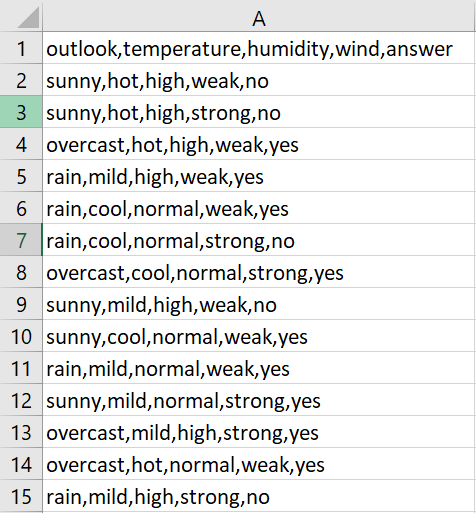 A
1 outlook,temperature,humidity,wind,answer
2 sunny,hot,high,weak,no
3 sunny,hot,high,strong,no
4 overcast,hot,high,weak,yes
5 rain,mild,high,weak,yes
6 rain,cool,normal,weak,yes
7 rain,cool,normal,strong,no
8 overcast,cool,normal,strong,yes
9 sunny,mild,high,weak,no
10 sunny,cool,normal,weak,yes
11 rain,mild,normal,weak,yes
12 sunny,mild,normal,strong,yes
13 overcast,mild,high,strong,yes
14 overcast,hot,normal,weak,yes
15 rain,mild,high,strong,no